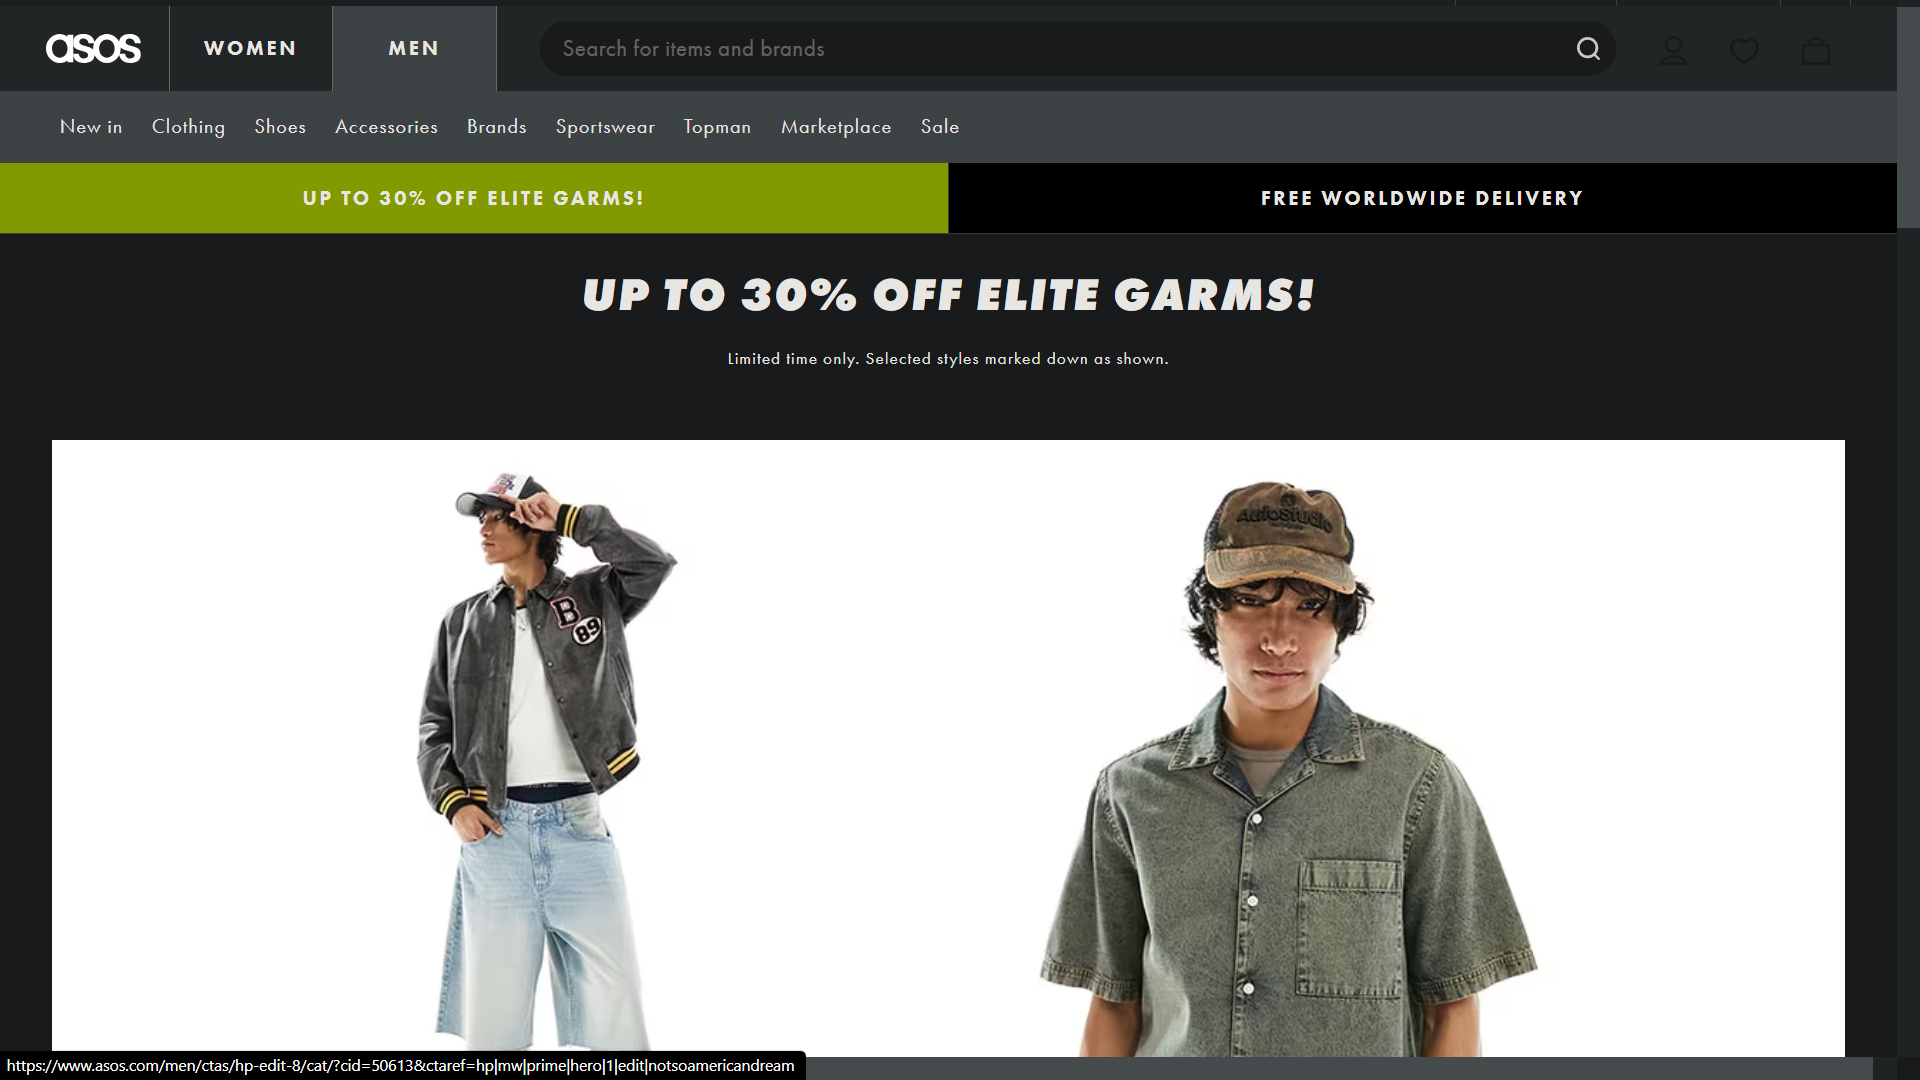 asos
WOMEN
MEN
Search for items and brands
New in
Clothing
Shoes
Accessories
Brands
Sportswear
Topman
Marketplace
Sale
UP TO 30% OFF ELITE GARMS!
FREE WORLDWIDE DELIVERY
UP TO 30% OFF ELITE GARMS!
Limited time only. Selected styles marked down as shown.
B
89
AutoStudio
https://www.asos.com/men/ctas/hp-edit-8/cat/?cid=50613&ctaref=hp|mw|prime|hero|1|edit|notsoamericandream